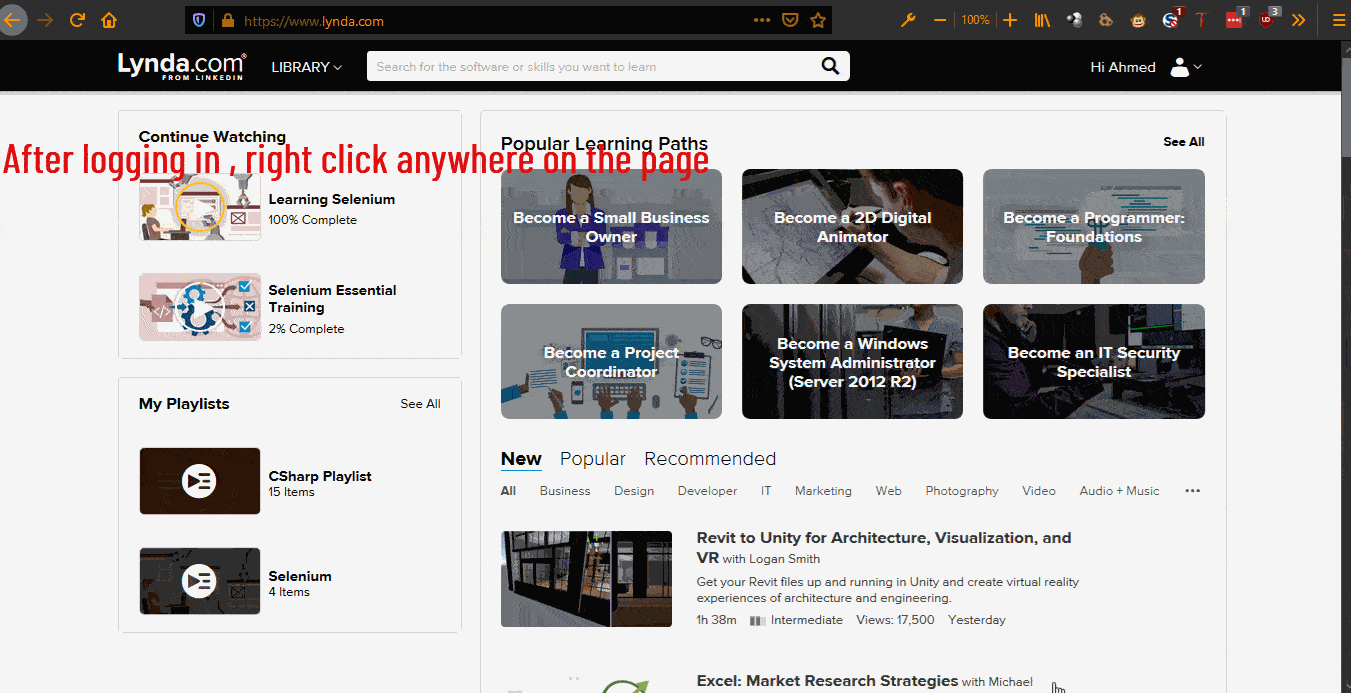 https://www.lynda.com
100%
1
1
3
Lynda.com
FROM LINKEDIN
LIBRARY
Search for the software or skills you want to learn
Hi Ahmed
After logging in , right click anywhere on the page
Continue Watching
Learning Selenium
100% Complete
Selenium Essential
Training
2% Complete
My Playlists
See All
CSharp Playlist
15 Items
Selenium
4 Items
Popular Learning Paths
See All
Become a Small Business
Owner
Become a 2D Digital
Animator
Become a Programmer:
Foundations
Become a Project
Coordinator
Become a Windows
System Administrator
(Server 2012 R2)
Become an IT Security
Specialist
New Popular Recommended
All Business Design Developer IT Marketing Web Photography Video Audio + Music
Revit to Unity for Architecture, Visualization, and
VR with Logan Smith
Get your Revit files up and running in Unity and create virtual reality
experiences of architecture and engineering.
1h 38m Intermediate Views: 17,500 Yesterday
Excel: Market Research Strategies with Michael